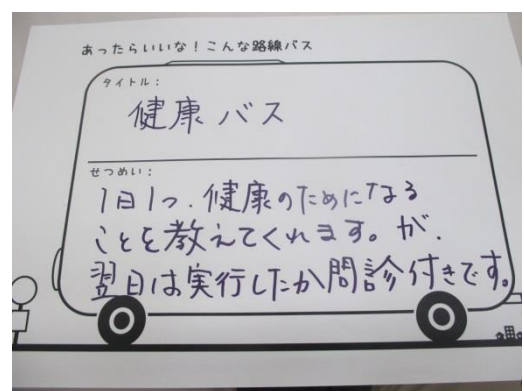 あったらいいな！こんな路線バス
タイトル：
健康バス
せつめい：
1日1つ、健康のためになる
ことを教えてくれます。が、
翌日は実行したか問診付きです。